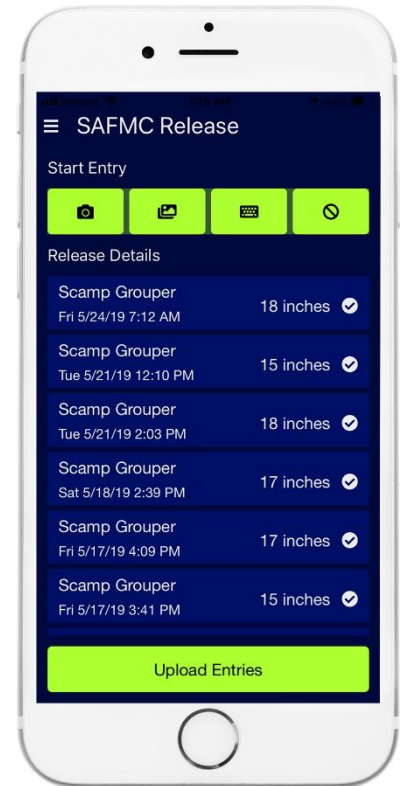 7:15 AM
SAFMC Release
Start Entry
Release Details
Scamp Grouper
Fri 5/24/19 7:12 AM
18 inches
Scamp Grouper
Tue 5/21/19 12:10 PM
15 inches
Scamp Grouper
Tue 5/21/19 2:03 PM
18 inches
Scamp Grouper
Sat 5/18/19 2:39 PM
17 inches
Scamp Grouper
Fri 5/17/19 4:09 PM
17 inches
Scamp Grouper
Fri 5/17/19 3:41 PM
15 inches
Upload Entries